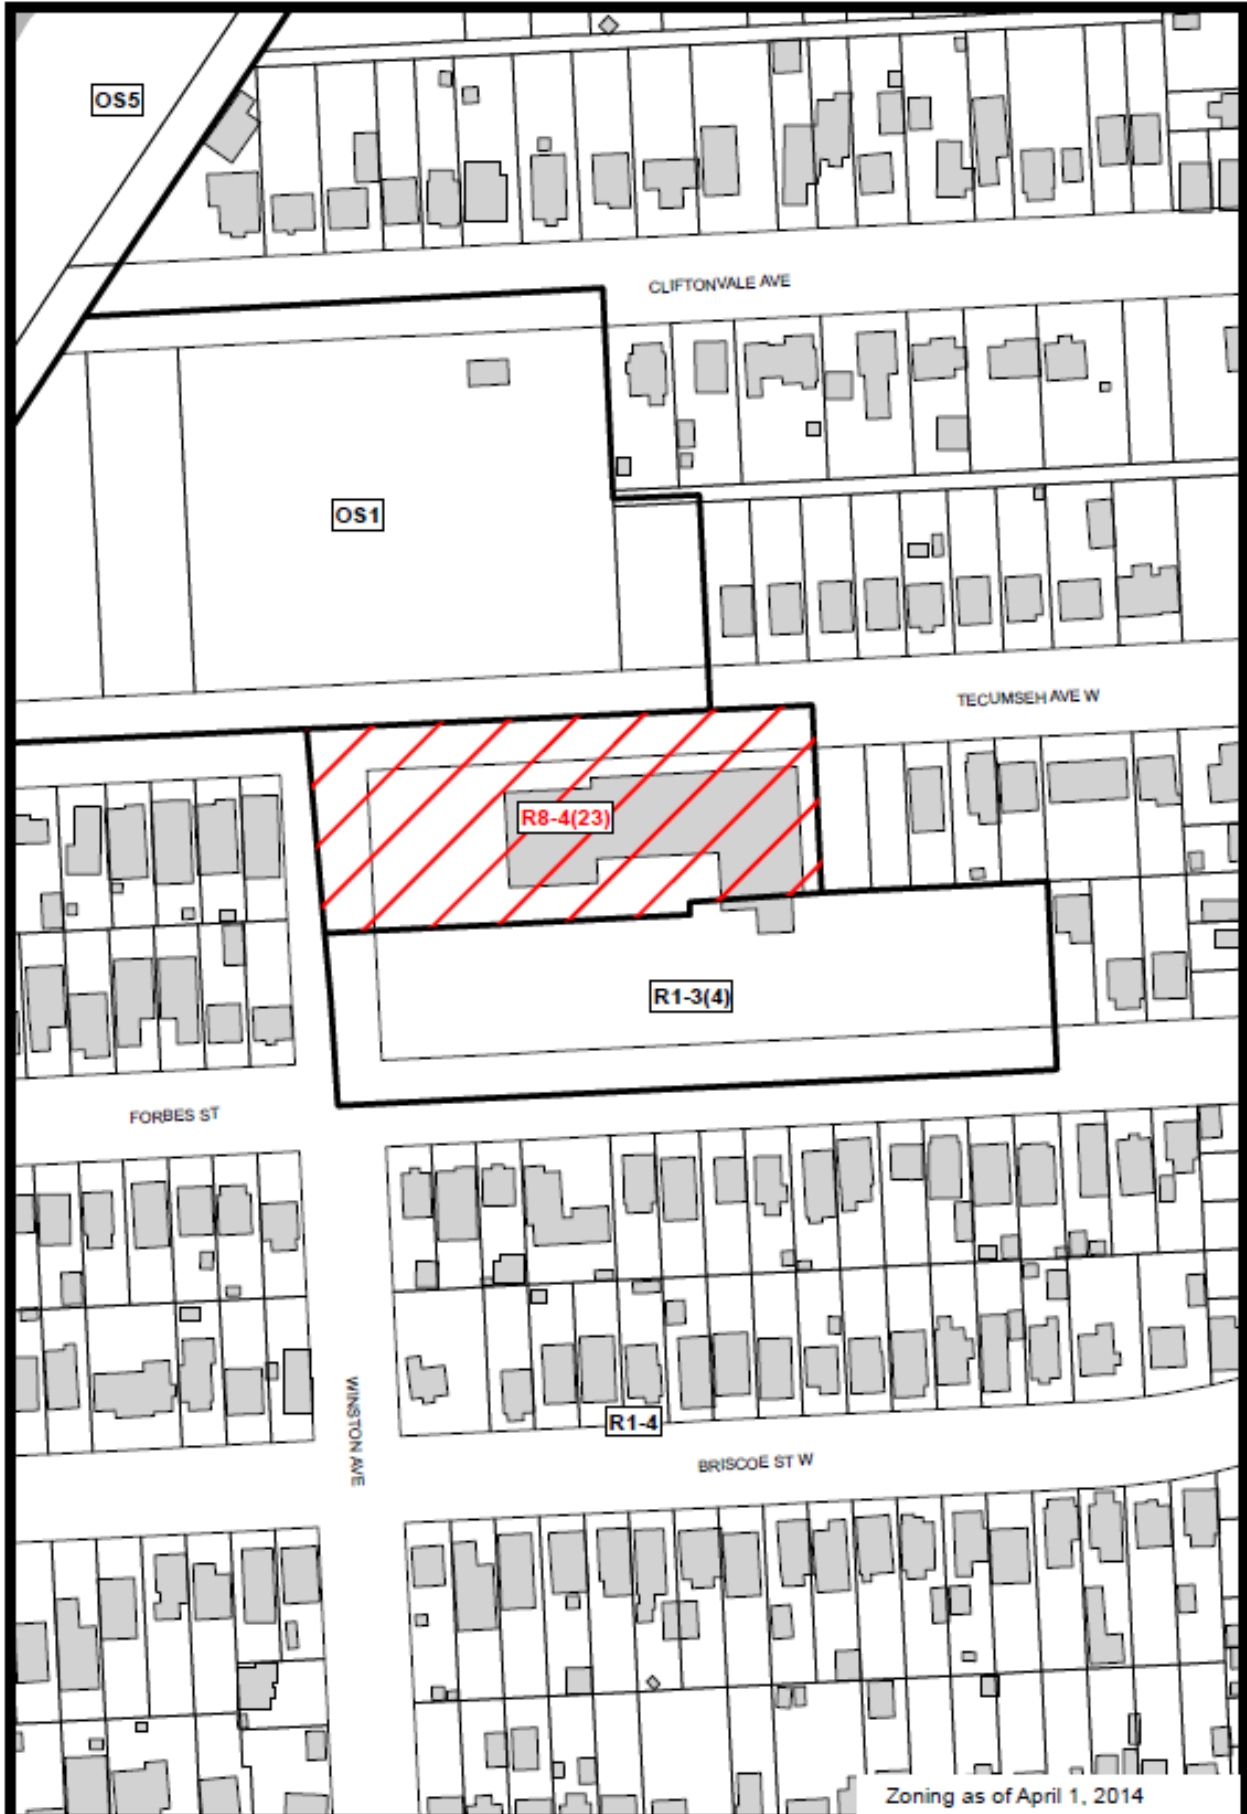 OS5
CLIFTONVALE AVE
OS1
TECUMSEH AVE W
R8-4(23)
R1-3(4)
FORBES ST
WINSTON AVE
R1-4
BRISCOE ST W
Zoning as of April 1, 2014